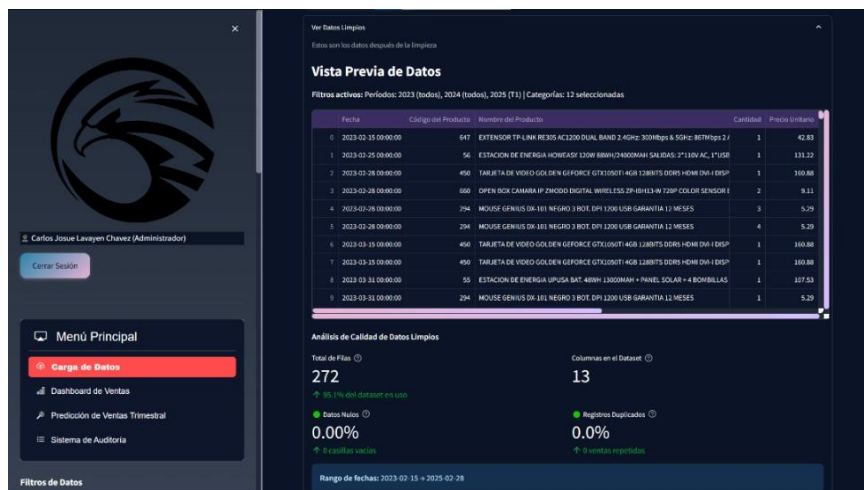 ×
Carlos Josue Lavayen Chavez (Administrador)
Cerrar Sesión
Menú Principal
Carga de Datos
Dashboard de Ventas
Predicción de Ventas Trimestral
Sistema de Auditoría
Filtros de Datos
Ver Datos Limpios
Estos son los datos después de la limpieza
Vista Previa de Datos
Filtros activos: Períodos: 2023 (todos), 2024 (todos), 2025 (T1) | Categorías: 12 seleccionadas
Fecha Código del Producto Nombre del Producto Cantidad Precio Unitario
0 2023-02-15 00:00:00 647 EXTENSOR TP-LINK RE305 AC1200 DUAL BAND 2.4GHz: 300Mbps & 5GHz: 867Mbps 2 1 42.83
1 2023-02-25 00:00:00 56 ESTACION DE ENERGIA HOWEASY 120W 88WH/24000MAH SALIDAS: 2*110V AC, 1*USB 1 131.22
2 2023-02-28 00:00:00 450 TARJETA DE VIDEO GOLDEN GEFORCE GTX1050TI 4GB 128BITS DDR5 HDMI DVI-I DISP 1 160.88
3 2023-02-28 00:00:00 660 OPEN BOX CAMARA IP ZMODO DIGITAL WIRELESS ZP-IBH13-W 720P COLOR SENSOR 2 9.11
4 2023-02-28 00:00:00 294 MOUSE GENIUS DX-101 NEGRO 3 BOT. DPI 1200 USB GARANTIA 12 MESES 3 5.29
5 2023-02-28 00:00:00 294 MOUSE GENIUS DX-101 NEGRO 3 BOT. DPI 1200 USB GARANTIA 12 MESES 4 5.29
6 2023-03-15 00:00:00 450 TARJETA DE VIDEO GOLDEN GEFORCE GTX1050TI 4GB 128BITS DDR5 HDMI DVI-I DISP 1 160.88
7 2023-03-15 00:00:00 450 TARJETA DE VIDEO GOLDEN GEFORCE GTX1050TI 4GB 128BITS DDR5 HDMI DVI-I DISP 1 160.88
8 2023-03-31 00:00:00 55 ESTACION DE ENERGIA UPUSA BAT. 48WH 13000MAH + PANEL SOLAR + 4 BOMBILLAS 1 107.53
9 2023-03-31 00:00:00 294 MOUSE GENIUS DX-101 NEGRO 3 BOT. DPI 1200 USB GARANTIA 12 MESES 1 5.29
Análisis de Calidad de Datos Limpios
Total de Filas
272
↑ 95.1% del dataset en uso
Columnas en el Dataset
13
Datos Nulos
0.00%
↑ 0 casillas vacías
Registros Duplicados
0.0%
↑ 0 ventas repetidas
Rango de fechas: 2023-02-15 → 2025-02-28